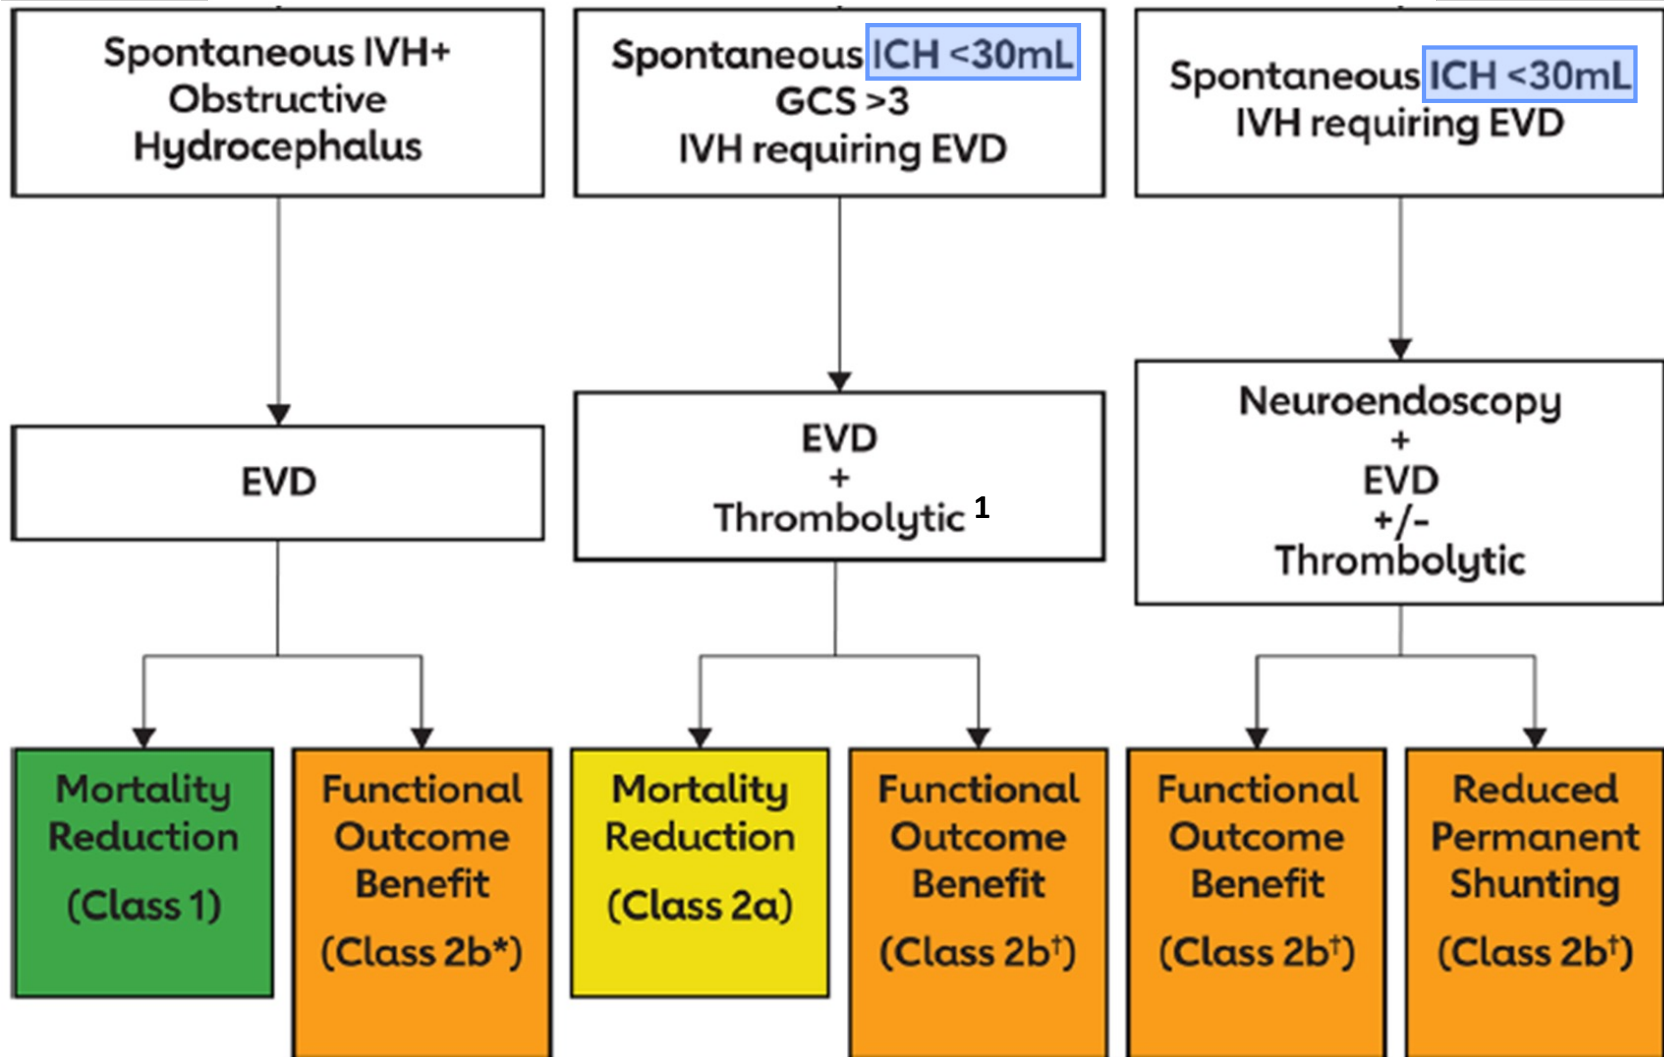 Spontaneous IVH+
Obstructive
Hydrocephalus
Spontaneous ICH <30mL
GCS >3
IVH requiring EVD
Spontaneous ICH <30mL
IVH requiring EVD
EVD
EVD
+
Thrombolytic 1
Neuroendoscopy
+
EVD
+/-
Thrombolytic
Mortality
Reduction
(Class 1)
Functional
Outcome
Benefit
(Class 2b*)
Mortality
Reduction
(Class 2a)
Functional
Outcome
Benefit
(Class 2b†)
Functional
Outcome
Benefit
(Class 2b†)
Reduced
Permanent
Shunting
(Class 2b†)